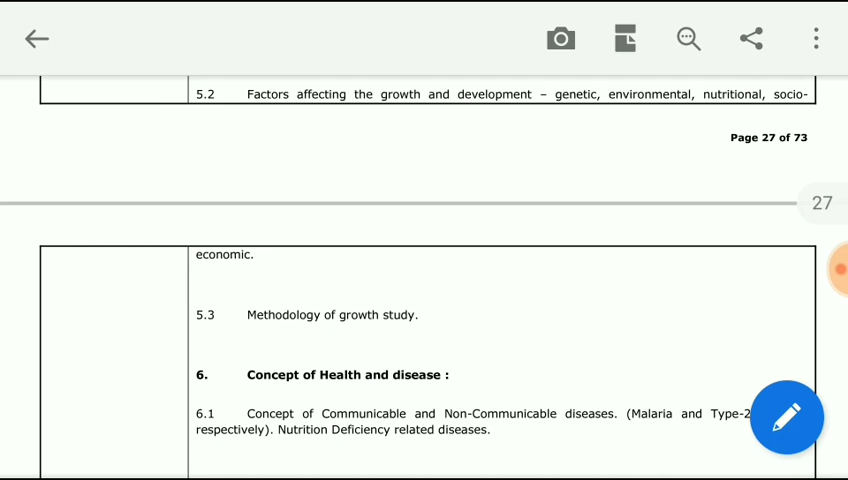 5.2 Factors affecting the growth and development – genetic, environmental, nutritional, socio-
Page 27 of 73
27
economic.
5.3 Methodology of growth study.
6. Concept of Health and disease :
6.1 Concept of Communicable and Non-Communicable diseases. (Malaria and Type-2
respectively). Nutrition Deficiency related diseases.